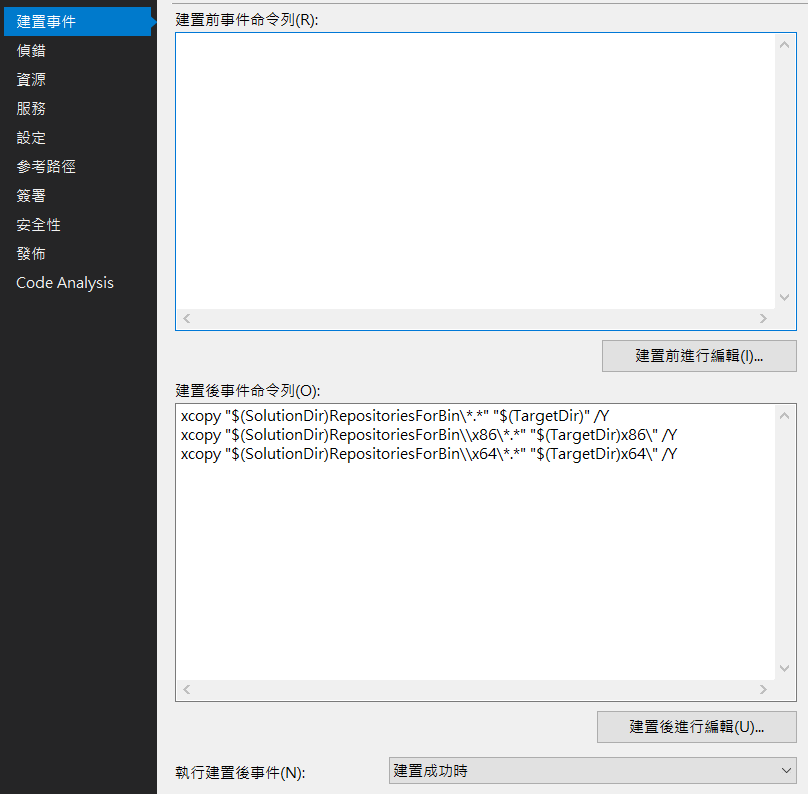 建置事件
偵錯
資源
服務
設定
參考路徑
簽署
安全性
發佈
Code Analysis
建置前事件命令列(R):
建置前進行編輯(I)...
建置後事件命令列(O):
xcopy "$(SolutionDir)RepositoriesForBin\*.*" "$(TargetDir)" /Y
xcopy "$(SolutionDir)RepositoriesForBin\\x86\*.*" "$(TargetDir)x86\" /Y
xcopy "$(SolutionDir)RepositoriesForBin\\x64\*.*" "$(TargetDir)x64\" /Y
建置後進行編輯(U)...
執行建置後事件(N):
建置成功時